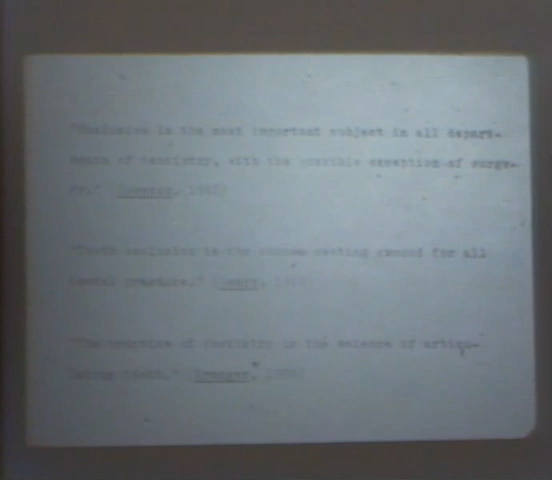 "Occlusion is the most important subject in all depart-
ments of dentistry, with the possible exception of surge-
ry."
"Tooth occlusion is the common meeting ground for all
dental practice."
"The practice of dentistry is the science of articu-
lating teeth."